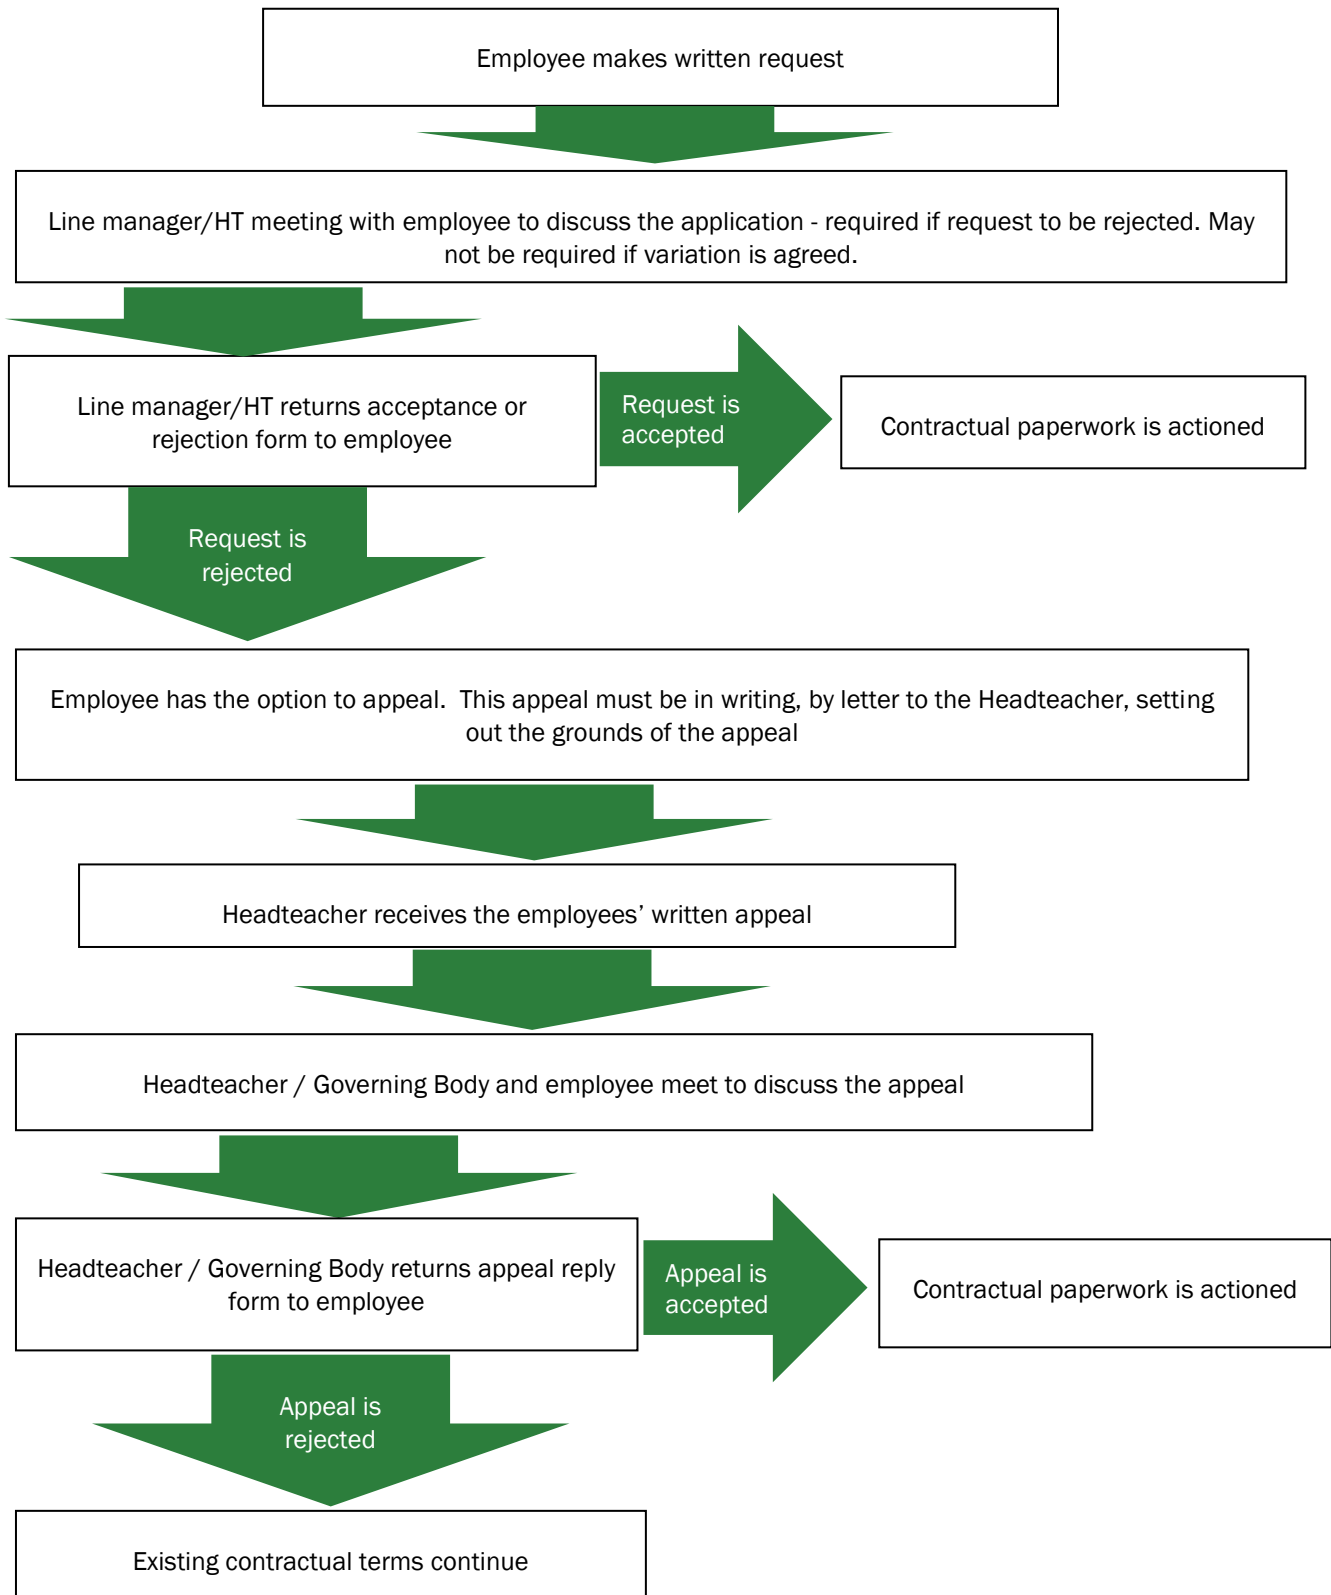 Employee makes written request
Line manager/HT meeting with employee to discuss the application - required if request to be rejected. May
not be required if variation is agreed.
Line manager/HT returns acceptance or
rejection form to employee
Request is
accepted
Contractual paperwork is actioned
Request is
rejected
Employee has the option to appeal.  This appeal must be in writing, by letter to the Headteacher, setting
out the grounds of the appeal
Headteacher receives the employees’ written appeal
Headteacher / Governing Body and employee meet to discuss the appeal
Headteacher / Governing Body returns appeal reply
form to employee
Appeal is
accepted
Contractual paperwork is actioned
Appeal is
rejected
Existing contractual terms continue